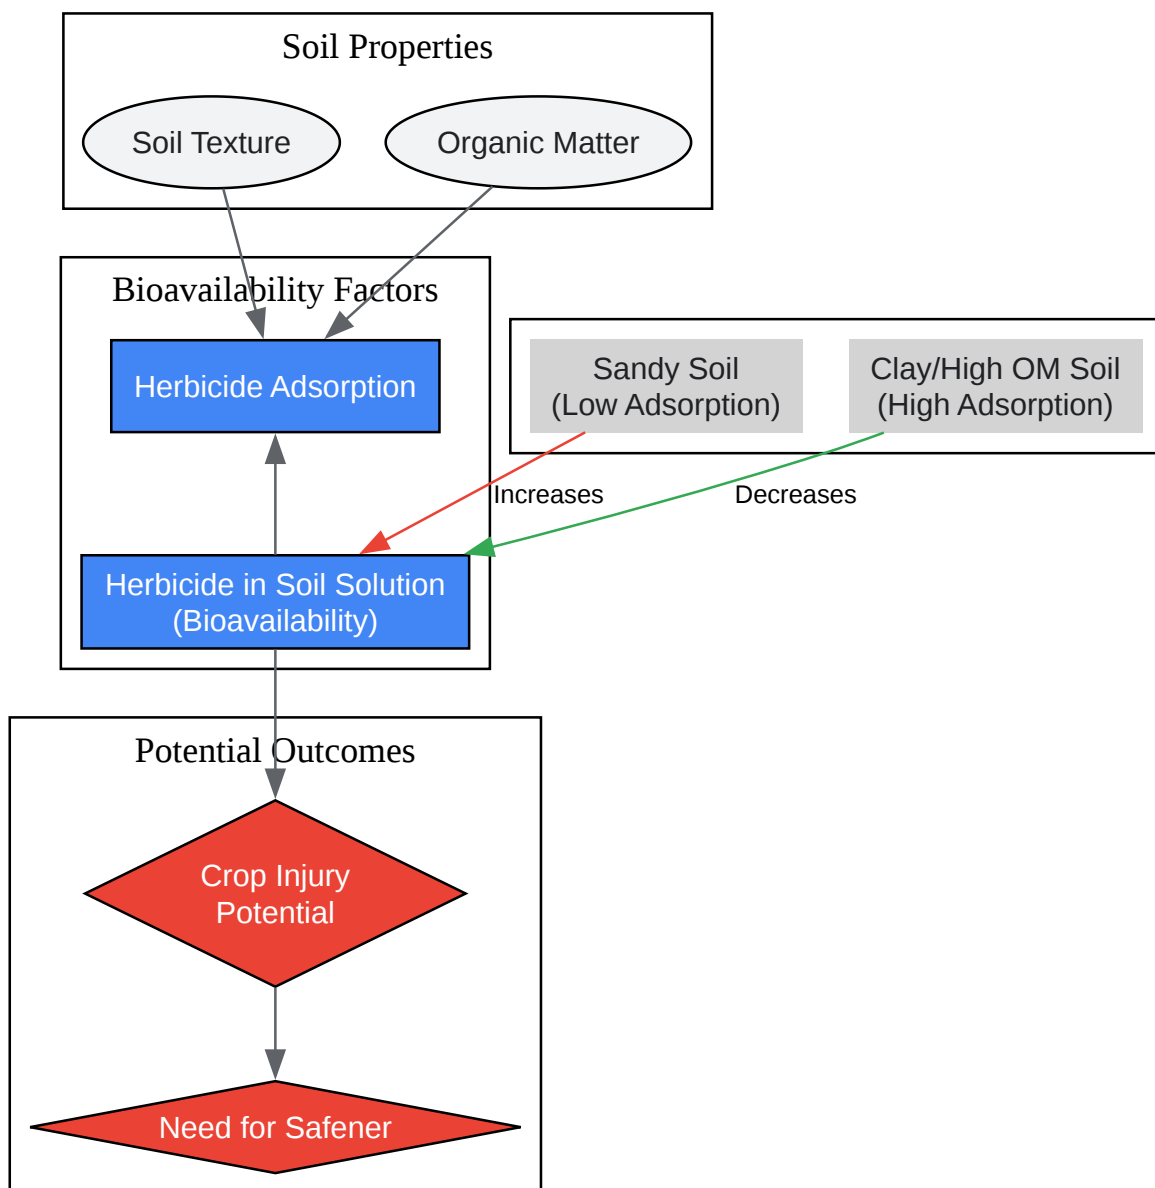 Soil Properties
Soil Texture
Organic Matter
Bioavailability Factors
Herbicide Adsorption
Sandy Soil
(Low Adsorption)
Clay/High OM Soil
(High Adsorption)
Increases
Decreases
Herbicide in Soil Solution
(Bioavailability)
Potential Outcomes
Crop Injury
Potential
Need for Safener